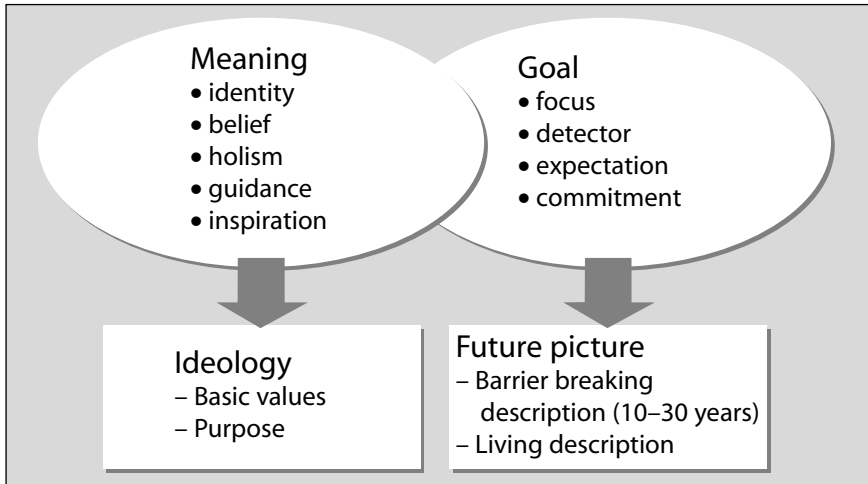 Meaning
• identity
• belief
• holism
• guidance
• inspiration
Goal
• focus
• detector
• expectation
• commitment
Ideology
– Basic values
– Purpose
Future picture
– Barrier breaking
description (10–30 years)
– Living description